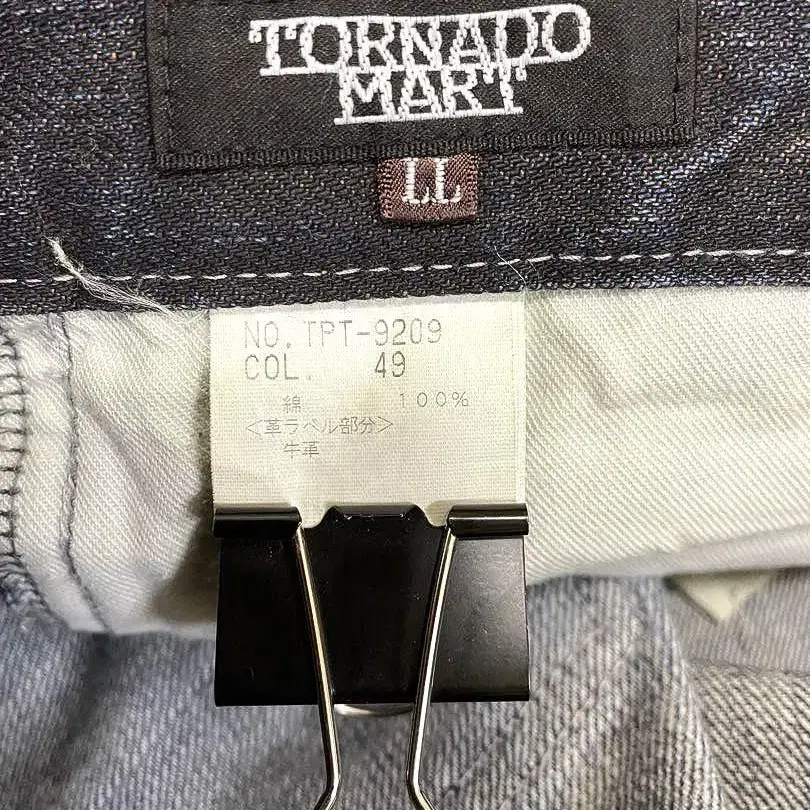 TORNADO
MART
LL
NO. TPT-9209
COL. 49
綿 100%
<革ラベル部分>
牛革